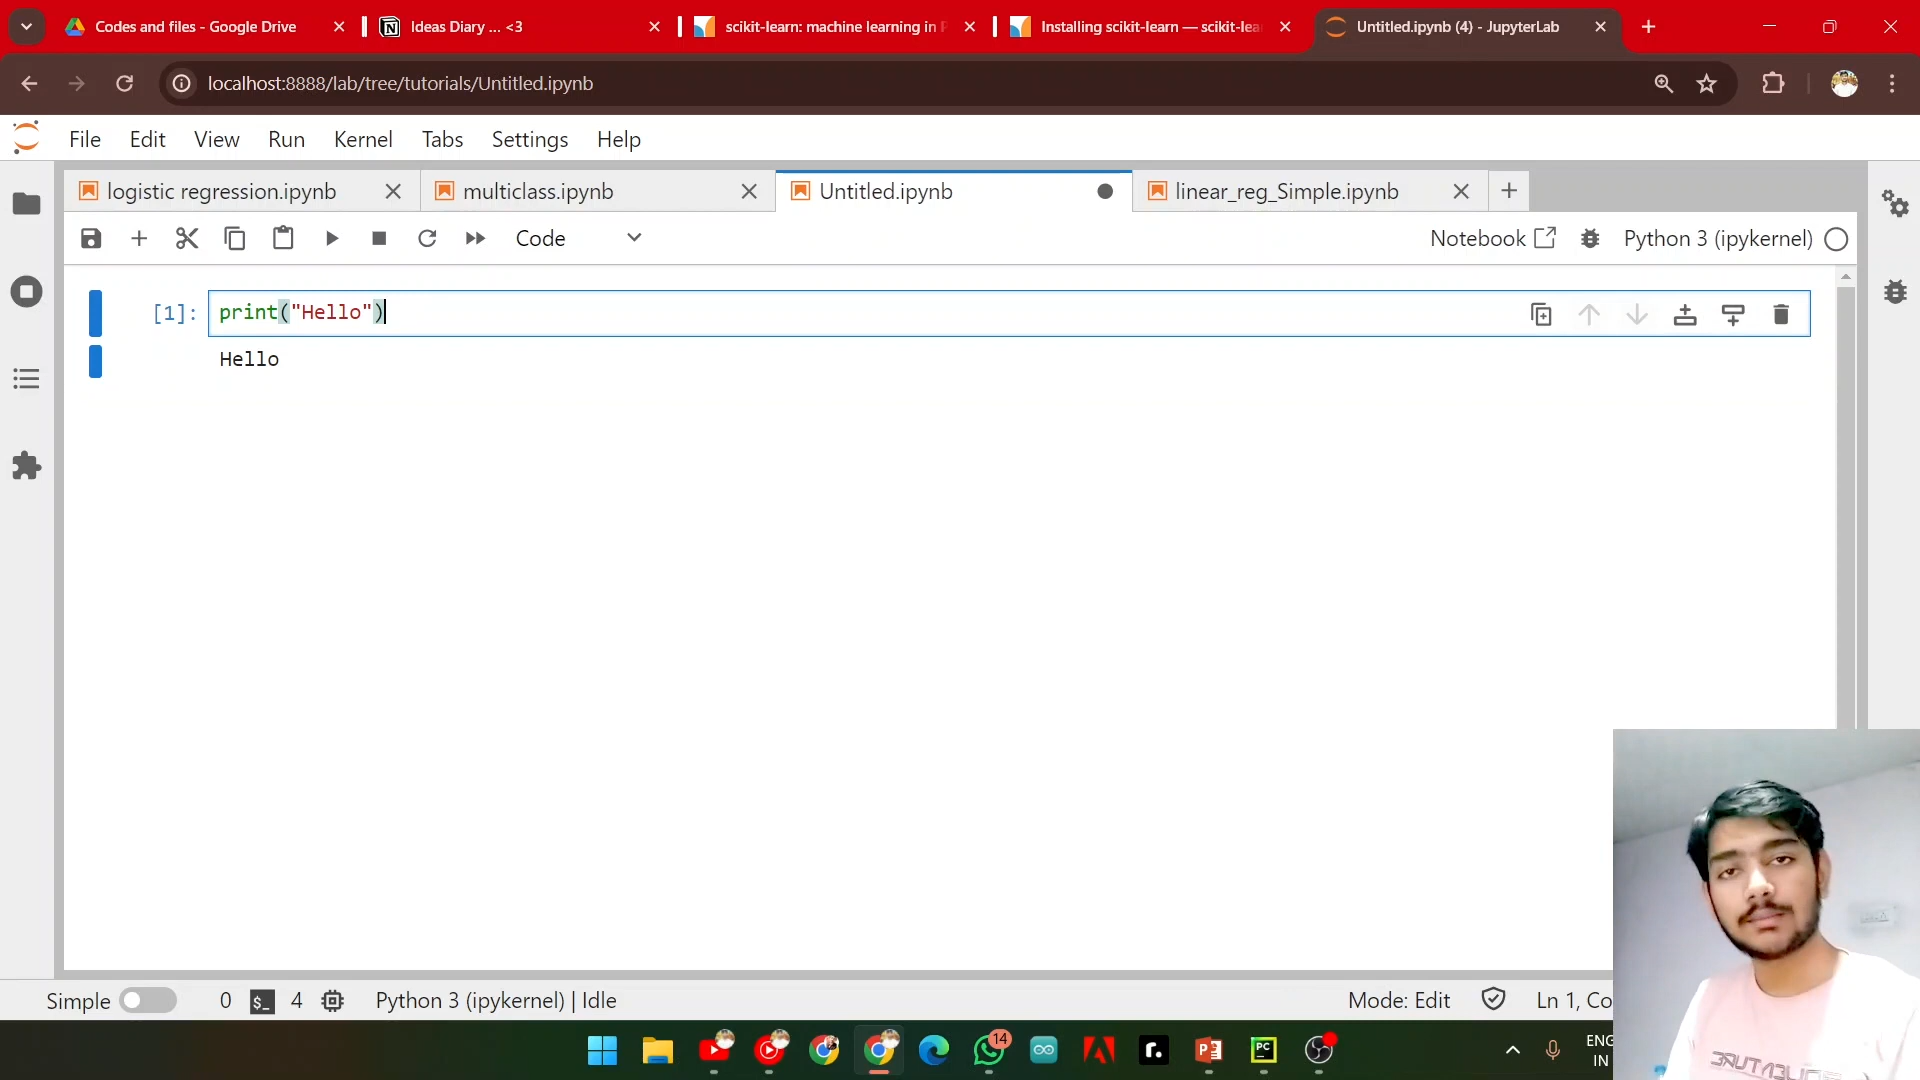 Codes and files - Google Drive
Ideas Diary ... <3
scikit-learn: machine learning in
Installing scikit-learn — scikit-lea
Untitled.ipynb (4) - JupyterLab
localhost:8888/lab/tree/tutorials/Untitled.ipynb
File Edit View Run Kernel Tabs Settings Help
logistic regression.ipynb
multiclass.ipynb
Untitled.ipynb
linear_reg_Simple.ipynb
Code
Notebook
Python 3 (ipykernel)
[1]: print("Hello")
Hello
Simple 0 $_ 4 Python 3 (ipykernel) | Idle
Mode: Edit Ln 1, Co
14
PC
ENG
IN